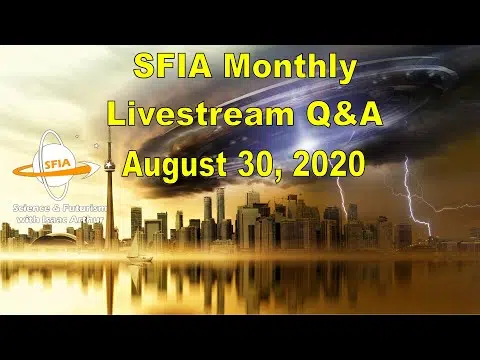 SFIA Monthly
Livestream Q&A
August 30, 2020
SFIA
Science & Futurism
with Isaac Arthur